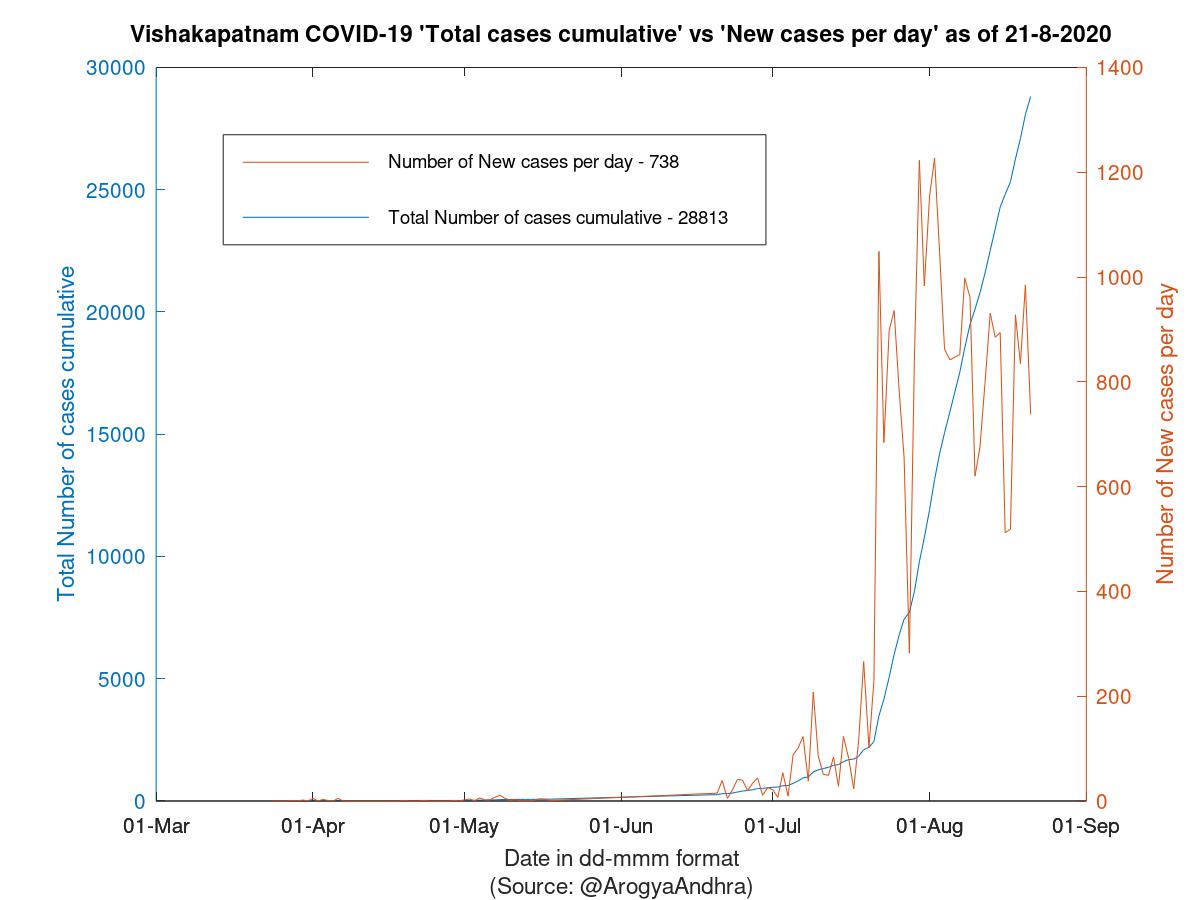 Vishakapatnam COVID-19 'Total cases cumulative' vs 'New cases per day' as of 21-8-2020
30000
25000
20000
15000
10000
5000
0
Total Number of cases cumulative
Number of New cases per day - 738
Total Number of cases cumulative - 28813
1400
1200
1000
800
600
400
200
0
Number of New cases per day
01-Mar 01-Apr 01-May 01-Jun 01-Jul 01-Aug 01-Sep
Date in dd-mmm format
(Source: @ArogyaAndhra)